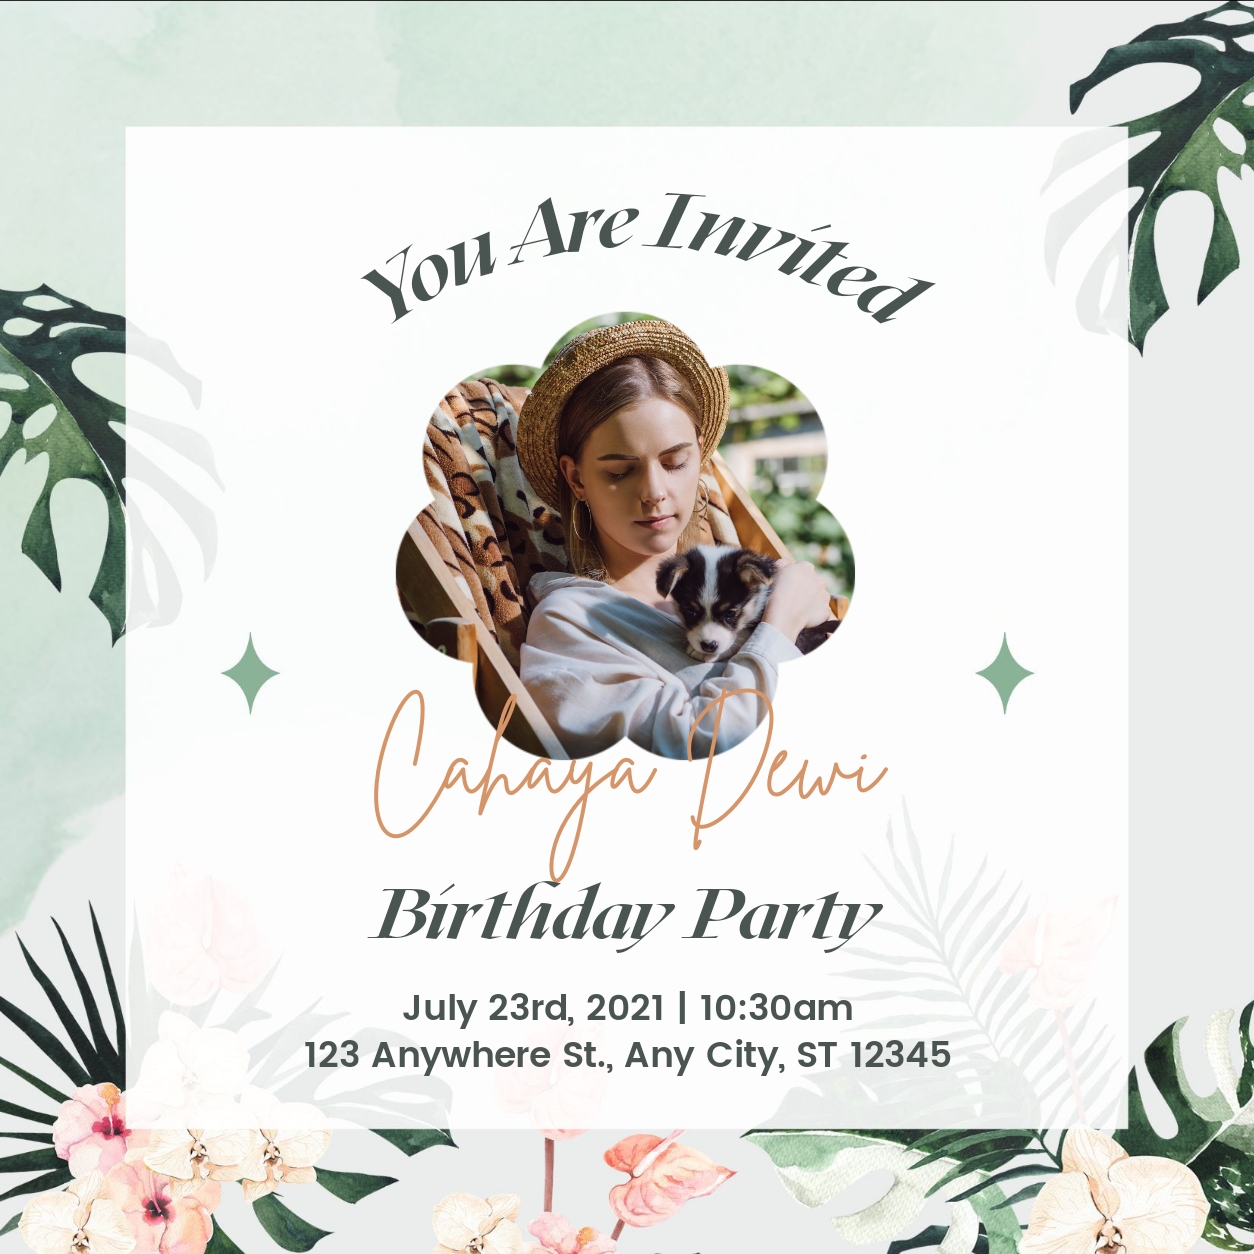 You Are Invited
Cahaya Dewi
Birthday Party
July 23rd, 2021 | 10:30am
123 Anywhere St., Any City, ST 12345